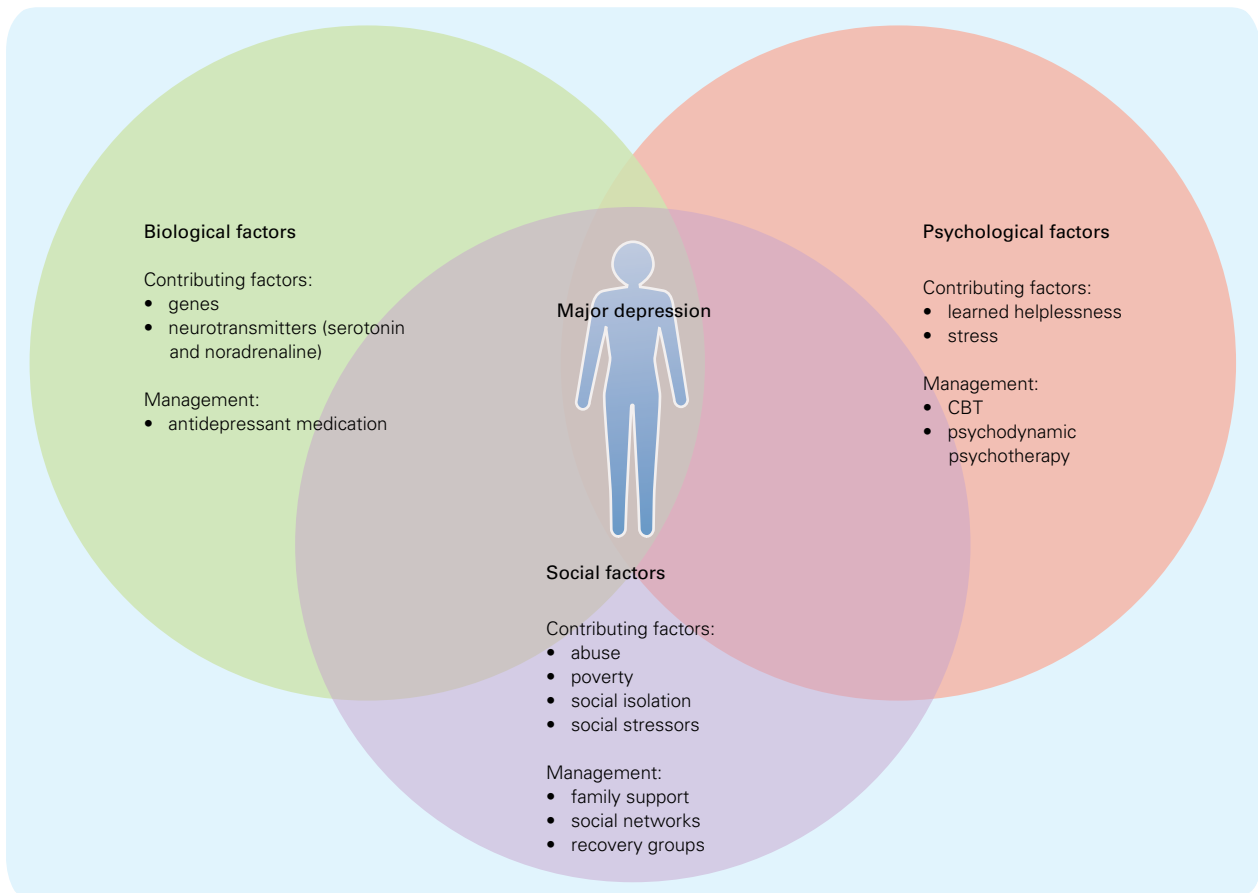 Biological factors
Contributing factors:
• genes
• neurotransmitters (serotonin
and noradrenaline)
Management:
• antidepressant medication
Major depression
Psychological factors
Contributing factors:
• learned helplessness
• stress
Management:
• CBT
• psychodynamic
psychotherapy
Social factors
Contributing factors:
• abuse
• poverty
• social isolation
• social stressors
Management:
• family support
• social networks
• recovery groups